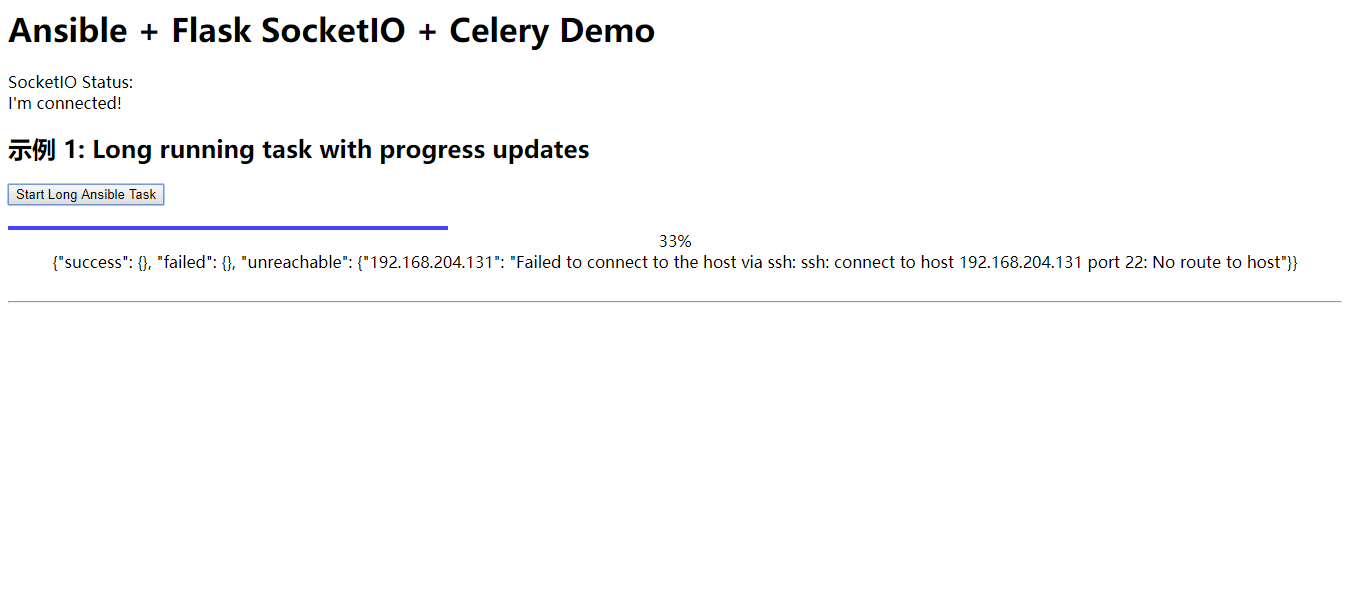 Ansible + Flask SocketIO + Celery Demo
SocketIO Status:
I'm connected!
示例 1: Long running task with progress updates
Start Long Ansible Task
33%
{"success": {}, "failed": {}, "unreachable": {"192.168.204.131": "Failed to connect to the host via ssh: ssh: connect to host 192.168.204.131 port 22: No route to host"}}